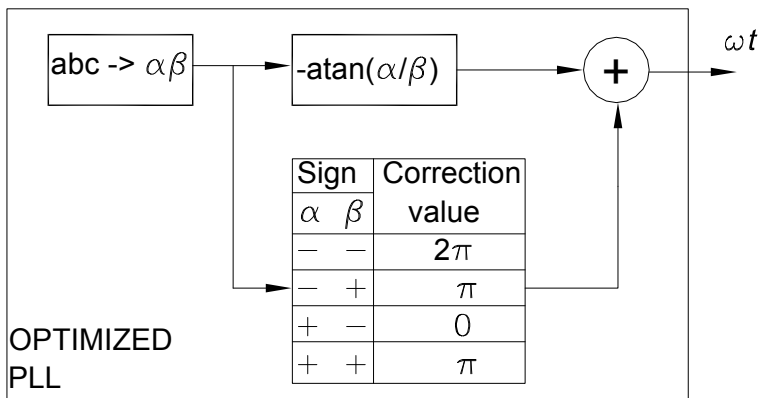 abc -> αβ
-atan(α/β)
+
ωt
Sign Correction value
α β
− − 2π
− + π
+ − 0
+ + π
OPTIMIZED
PLL